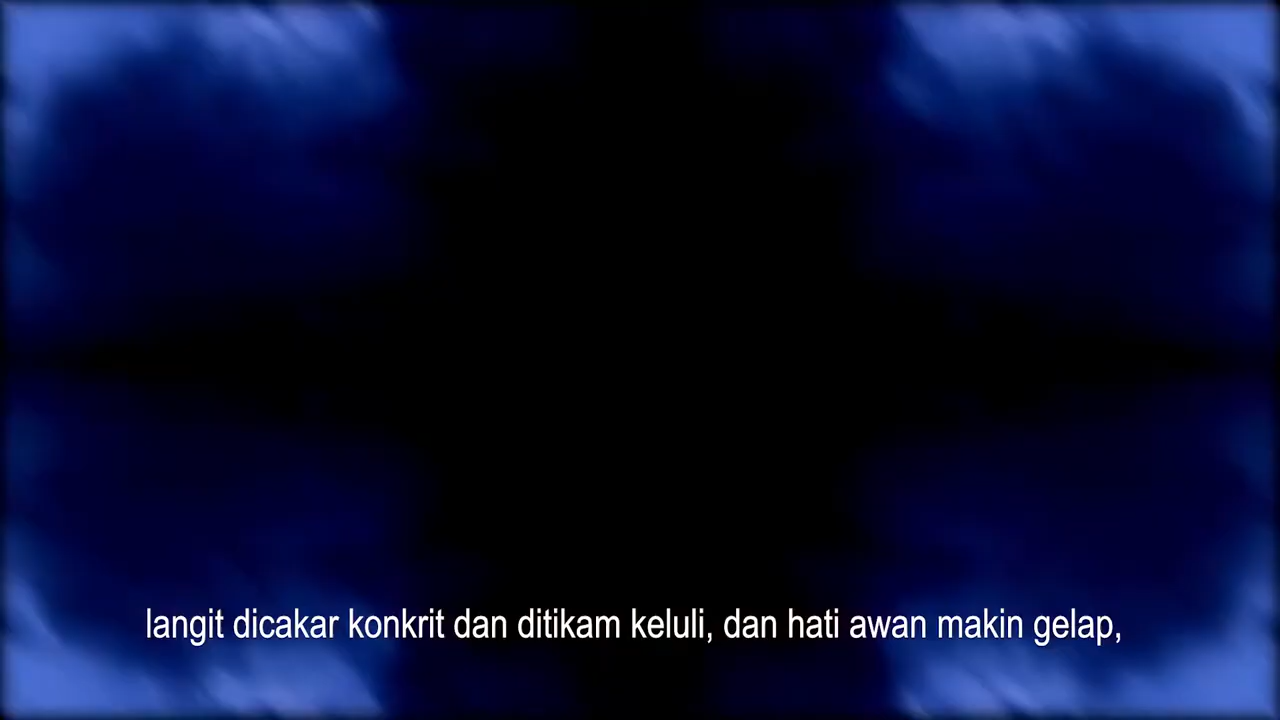 langit dicakar konkrit dan ditikam keluli, dan hati awan makin gelap,